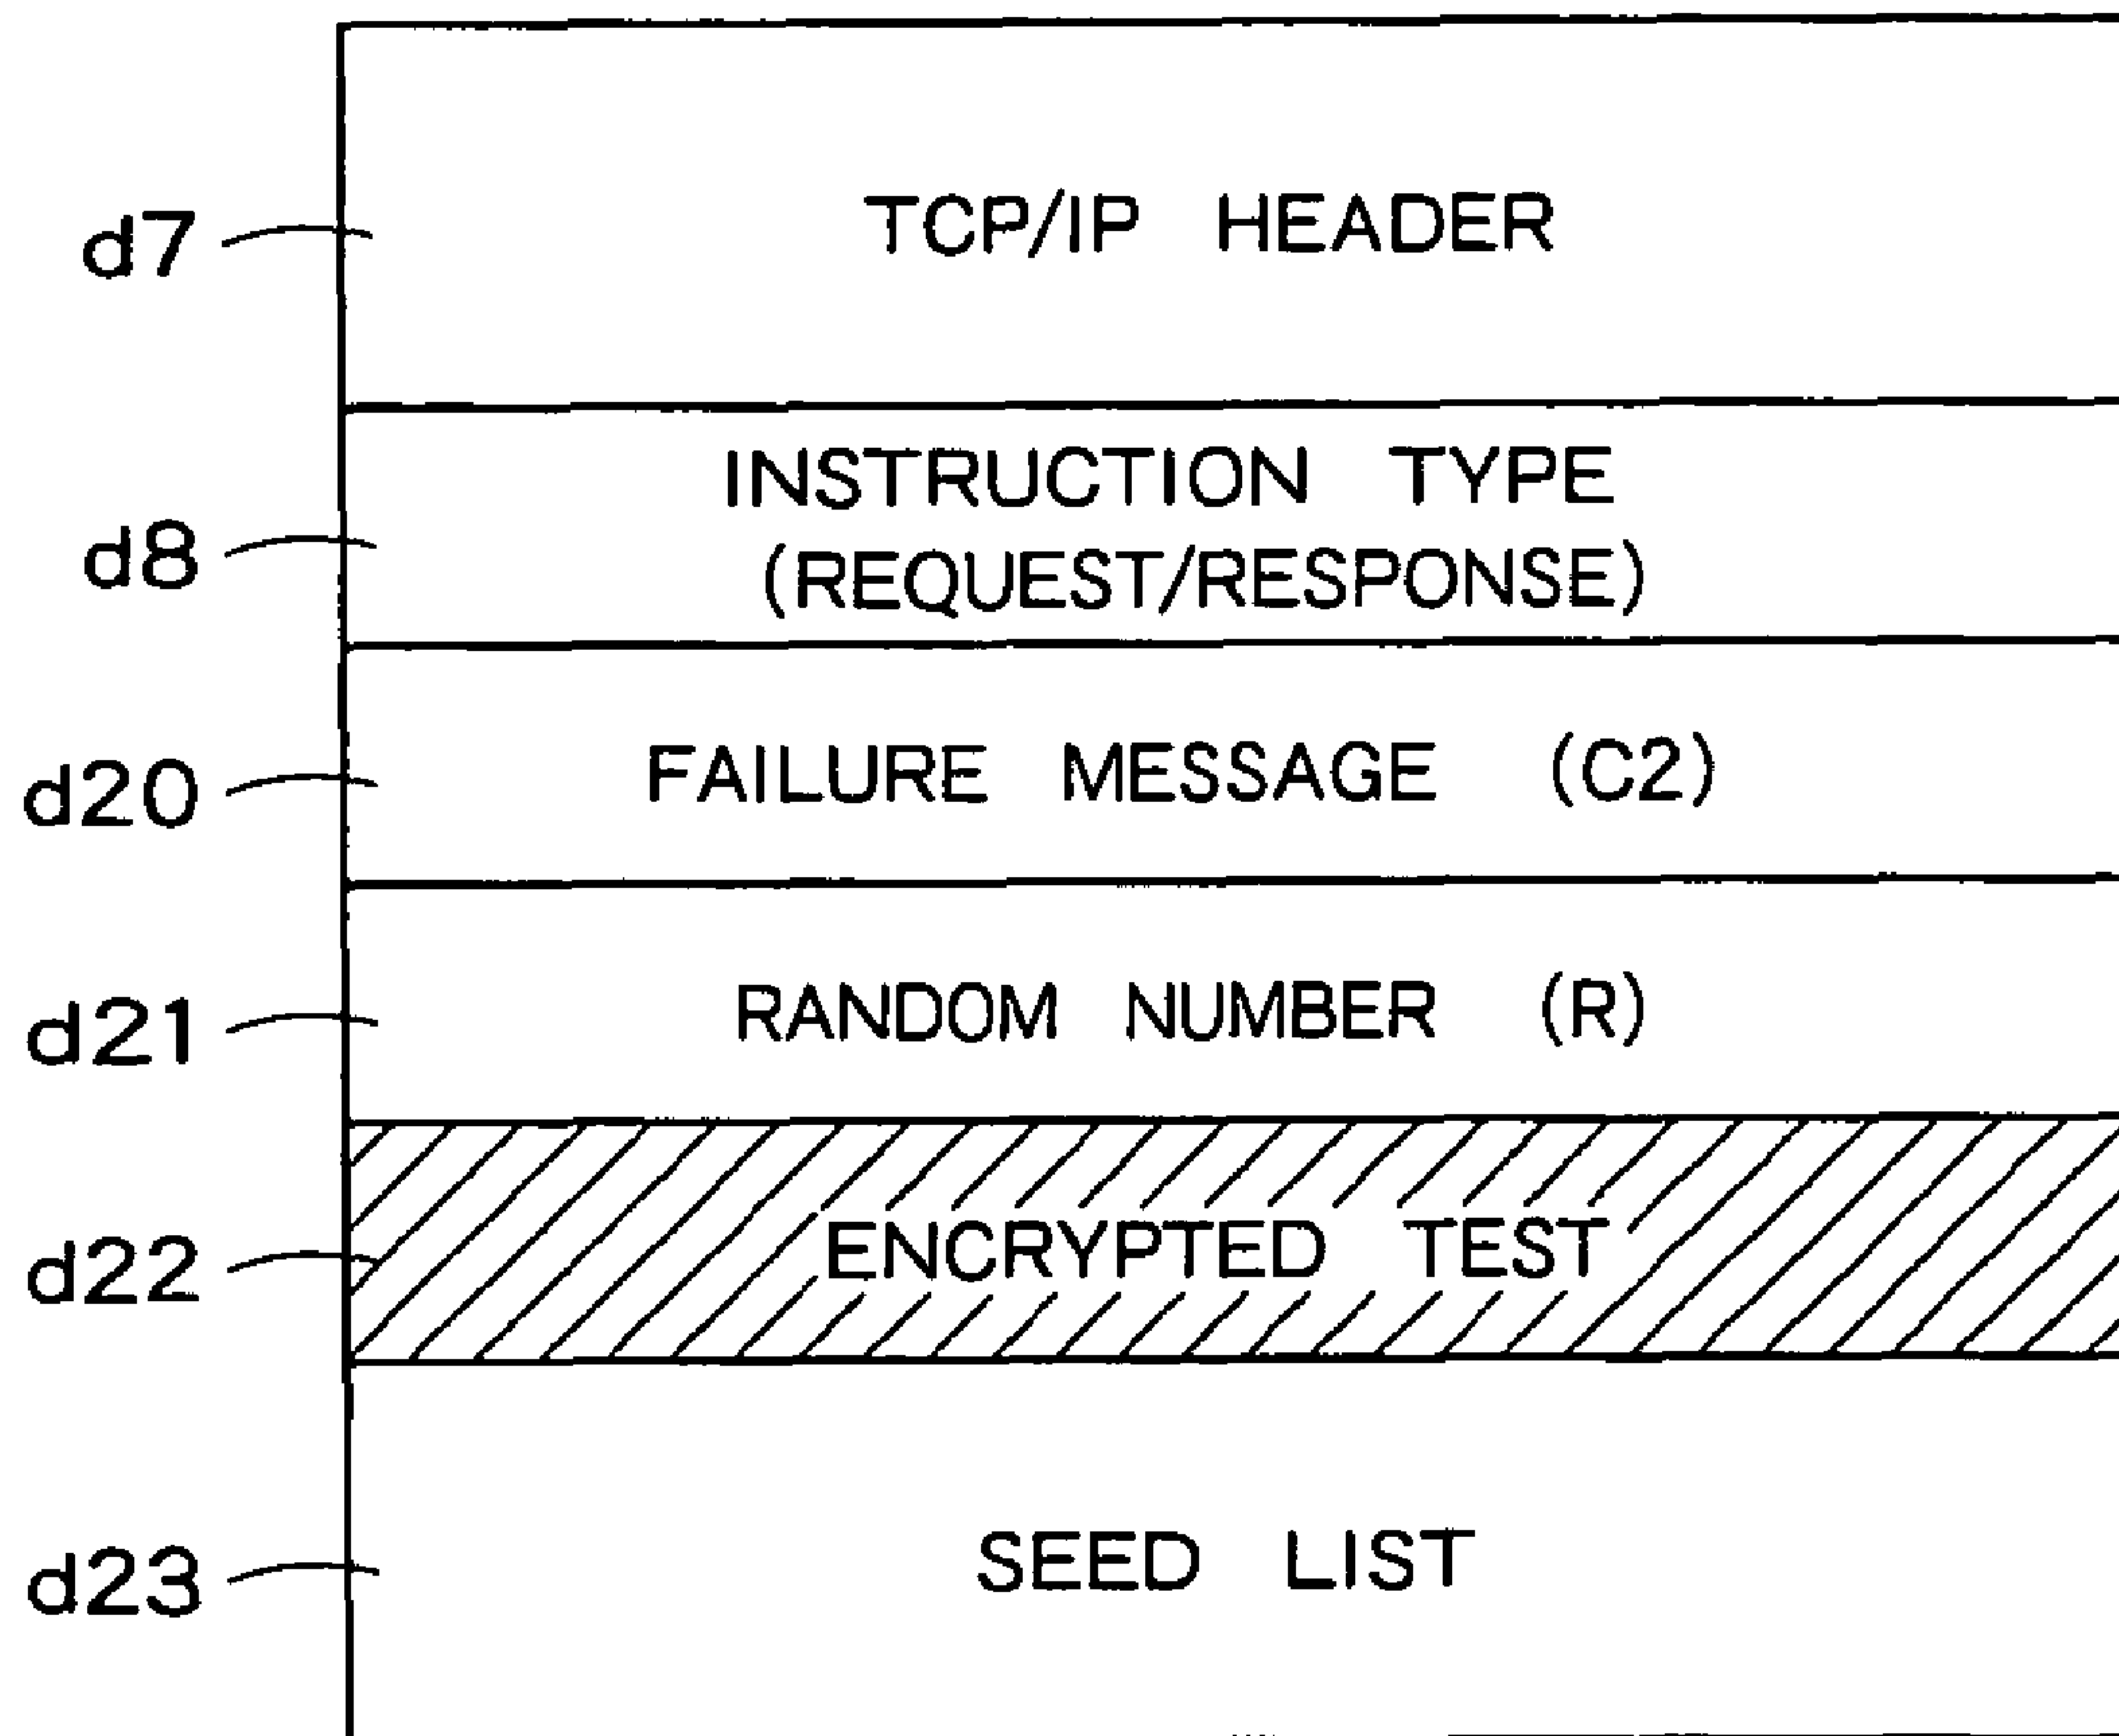 d7 TCP/IP HEADER
INSTRUCTION TYPE
d8 (REQUEST/RESPONSE)
d20 FAILURE MESSAGE (C2)
d21 RANDOM NUMBER (R)
d22 ENCRYPTED TEST
d23 SEED LIST